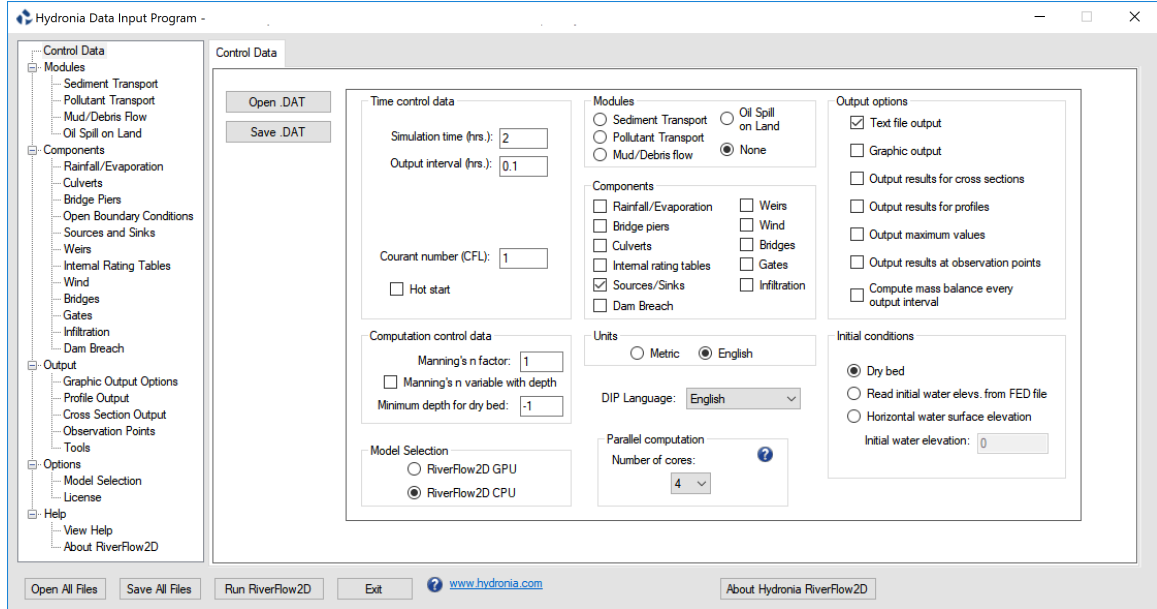 Hydronia Data Input Program -
Control Data
Modules
Sediment Transport
Pollutant Transport
Mud/Debris Flow
Oil Spill on Land
Components
Rainfall/Evaporation
Culverts
Bridge Piers
Open Boundary Conditions
Sources and Sinks
Weirs
Internal Rating Tables
Wind
Bridges
Gates
Infiltration
Dam Breach
Output
Graphic Output Options
Profile Output
Cross Section Output
Observation Points
Tools
Options
Model Selection
License
Help
View Help
About RiverFlow2D
Control Data
Open .DAT
Save .DAT
Time control data
Simulation time (hrs.): 2
Output interval (hrs.): 0.1
Courant number (CFL): 1
Hot start
Modules
Sediment Transport
Pollutant Transport
Mud/Debris flow
Oil Spill
on Land
None
Components
Rainfall/Evaporation
Bridge piers
Culverts
Internal rating tables
Sources/Sinks
Dam Breach
Weirs
Wind
Bridges
Gates
Infiltration
Output options
Text file output
Graphic output
Output results for cross sections
Output results for profiles
Output maximum values
Output results at observation points
Compute mass balance every
output interval
Computation control data
Manning's n factor: 1
Manning's n variable with depth
Minimum depth for dry bed: -1
Units
Metric
English
DIP Language: English
Initial conditions
Dry bed
Read initial water elevs. from FED file
Horizontal water surface elevation
Initial water elevation: 0
Model Selection
RiverFlow2D GPU
RiverFlow2D CPU
Parallel computation
Number of cores:
4
Open All Files
Save All Files
Run RiverFlow2D
Exit
www.hydronia.com
About Hydronia RiverFlow2D